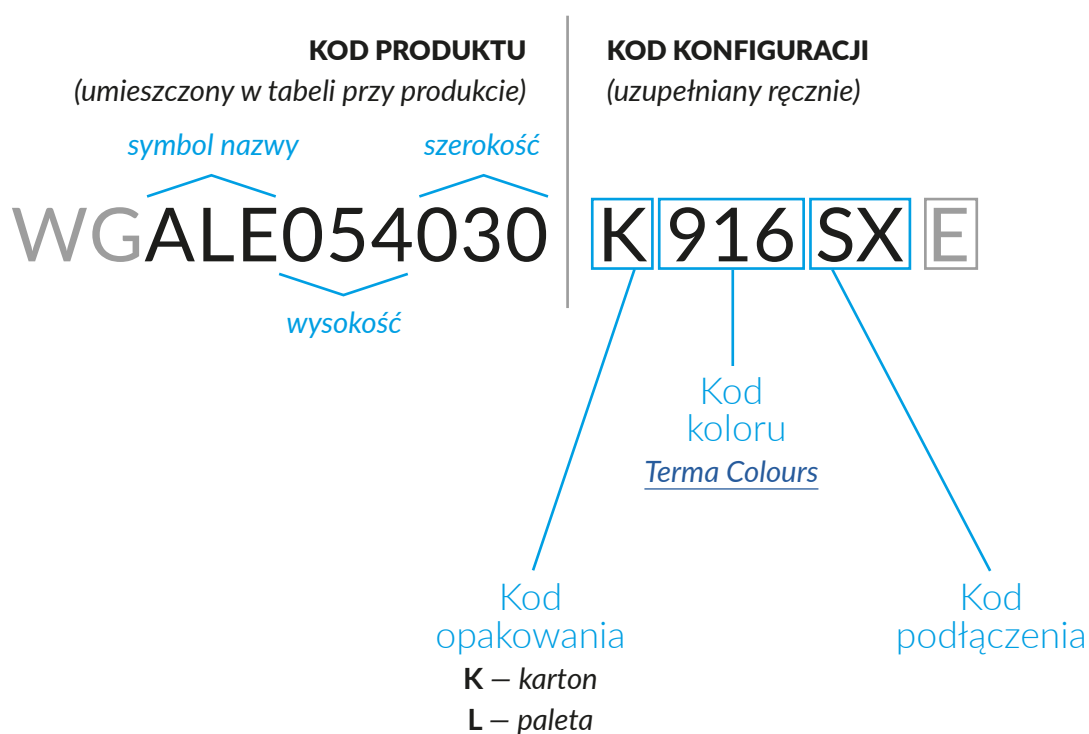 KOD PRODUKTU
(umieszczony w tabeli przy produkcie)
KOD KONFIGURACJI
(uzupełniany ręcznie)
symbol nazwy
szerokość
WGALE054030 K 916 SX E
wysokość
Kod
koloru
Terma Colours
Kod
opakowania
K – karton
L – paleta
Kod
podłączenia